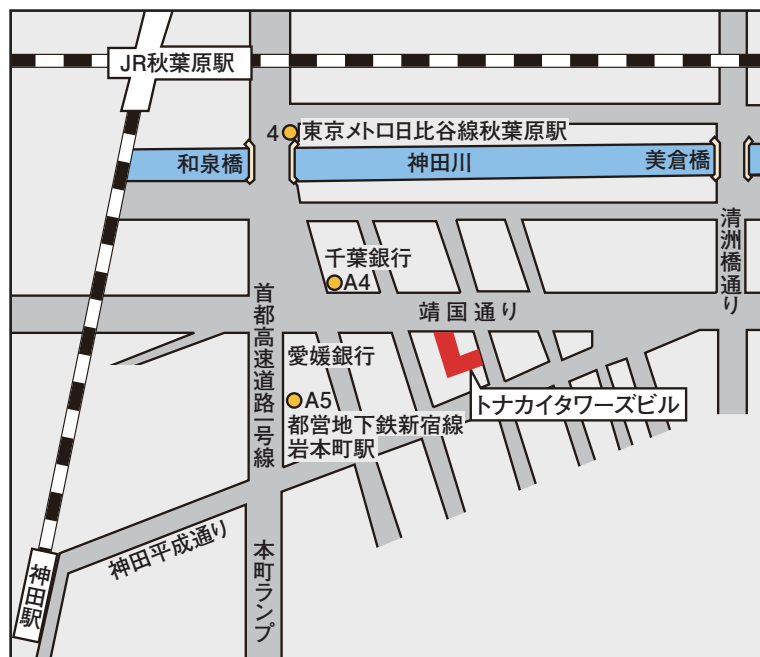 JR秋葉原駅
4
東京メトロ日比谷線秋葉原駅
和泉橋
神田川
美倉橋
清洲橋通り
千葉銀行
A4
靖国通り
首都高速道路一号線
愛媛銀行
A5
都営地下鉄新宿線
岩本町駅
トナカイタワーズビル
神田平成通り
本町ランプ
神田駅